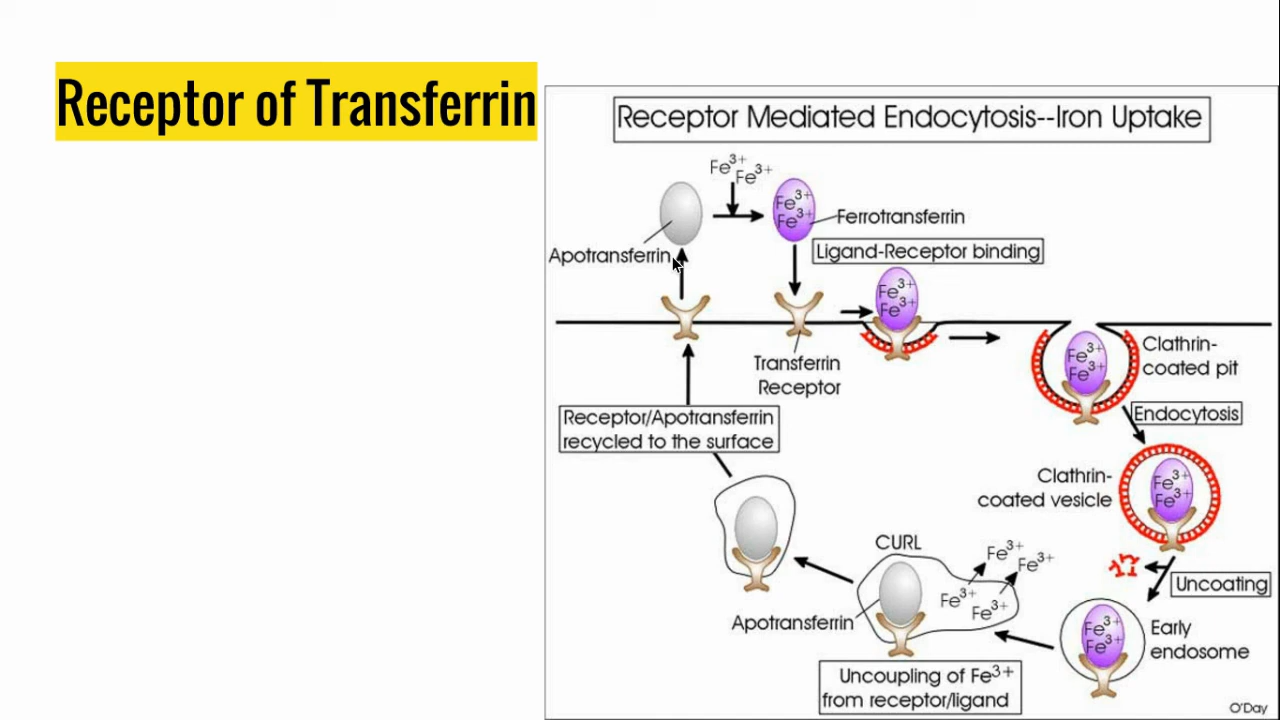 Receptor of Transferrin
Receptor Mediated Endocytosis--Iron Uptake
Fe3+
Fe3+
Fe3+
Fe3+
Ferrotransferrin
Apotransferrin
Ligand-Receptor binding
Fe3+
Fe3+
Transferrin
Receptor
Fe3+
Fe3+
Clathrin-
coated pit
Endocytosis
Receptor/Apotransferrin
recycled to the surface
Clathrin-
coated vesicle
Fe3+
Fe3+
Uncoating
CURL
Fe3+
Fe3+
Fe3+
Fe3+
Apotransferrin
Fe3+
Fe3+
Early
endosome
Uncoupling of Fe3+
from receptor/ligand
O'Day